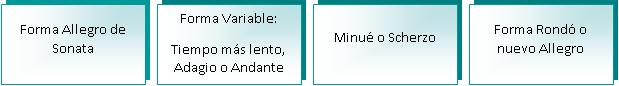 Forma Allegro de
Sonata
Forma Variable:
Tiempo más lento,
Adagio o Andante
Minué o Scherzo
Forma Rondó o
nuevo Allegro